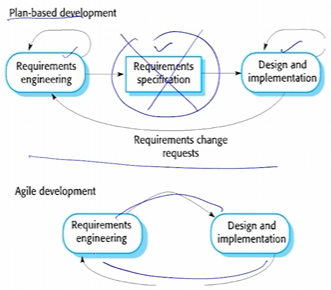 Plan-based development
Requirements
engineering
Requirements
specification
Design and
implementation
Requirements change
requests
Agile development
Requirements
engineering
Design and
implementation